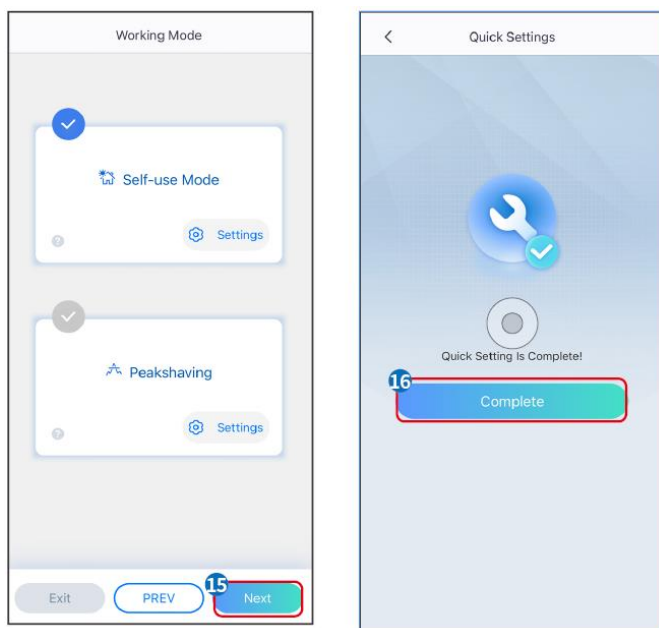 Working Mode
Self-use Mode
?
Settings
Peakshaving
?
Settings
Exit
PREV
15
Next
Quick Settings
Quick Setting Is Complete!
16
Complete